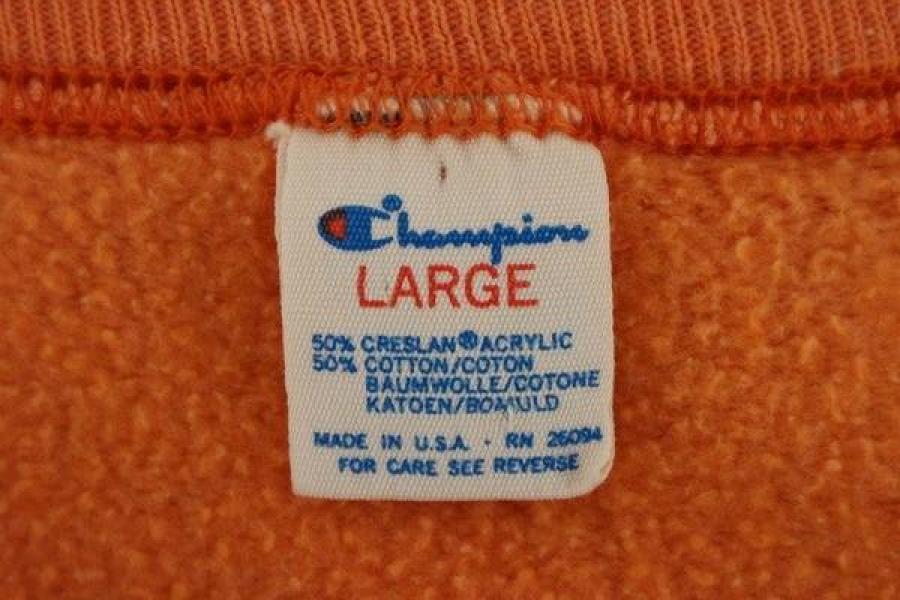 Champion
LARGE
50% CRESLAN® ACRYLIC
50% COTTON/COTON
BAUMWOLLE/COTONE
KATOEN/BOMULD
MADE IN U.S.A. · RN 26094
FOR CARE SEE REVERSE